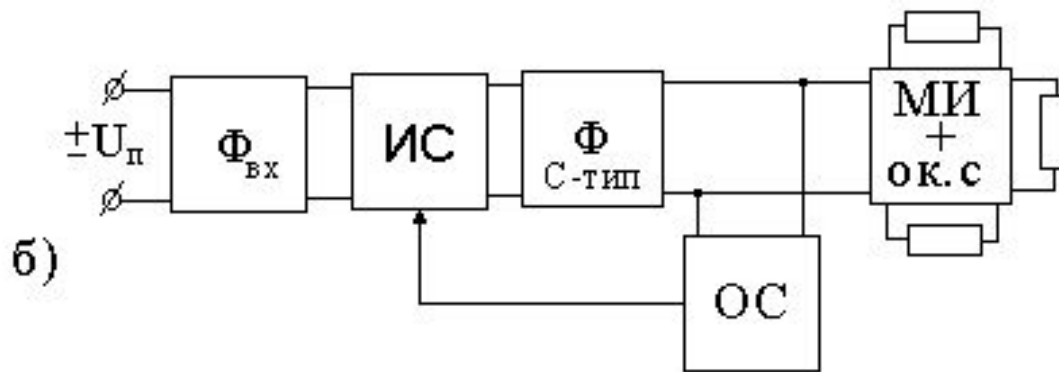 ±Uп
Фвх
ИС
Ф
С-тип
МИ
+
ок.с
ОС
б)